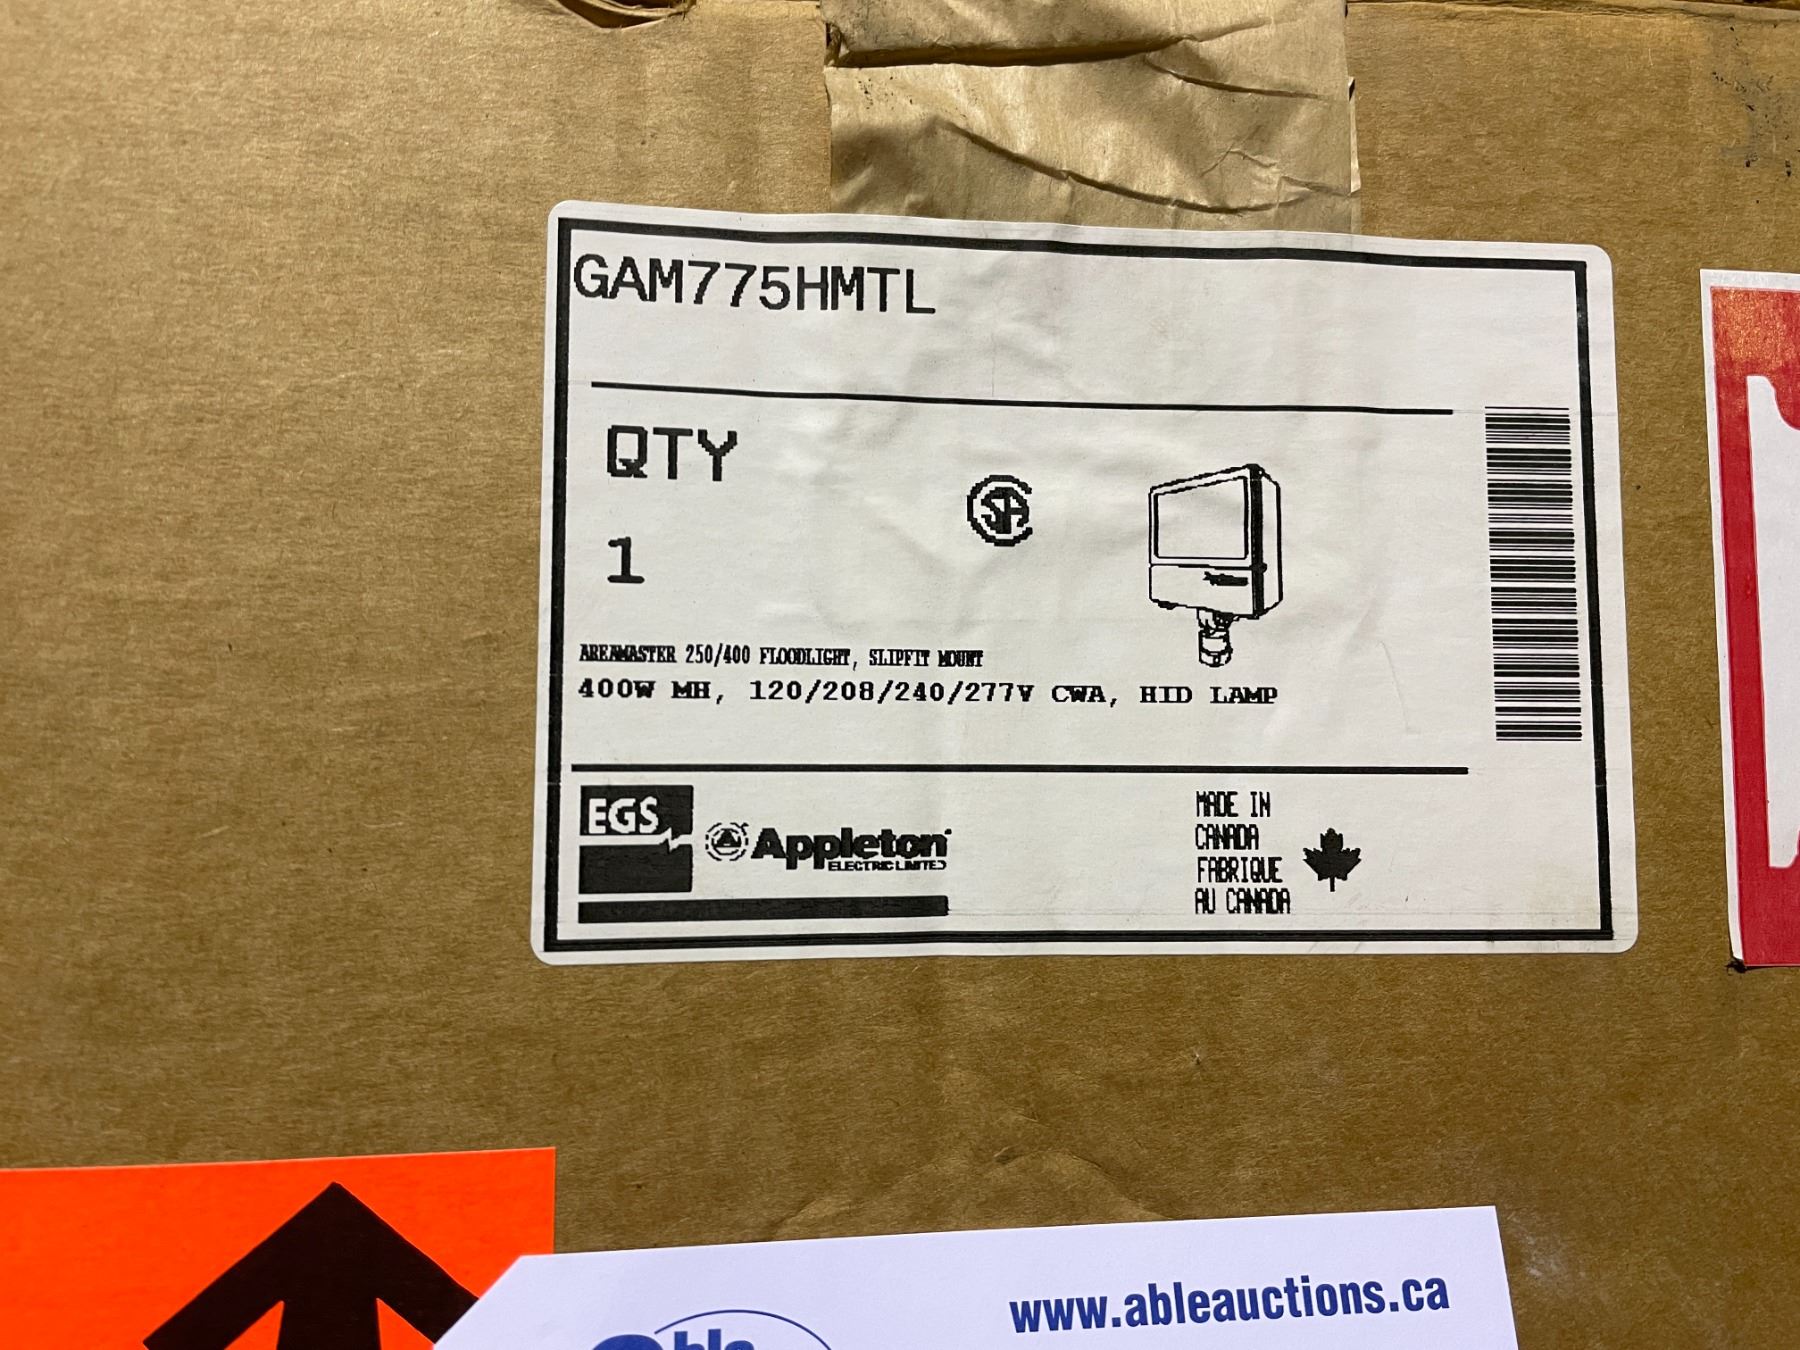 GAM775HMTL
QTY
1
AREAMASTER 250/400 FLOODLIGHT, SLIPFIT MOUNT
400W MH, 120/208/240/277V CWA, HID LAMP
EGS
Appleton
ELECTRIC LIMITED
MADE IN
CANADA
FABRIQUE
AU CANADA
www.ableauctions.ca